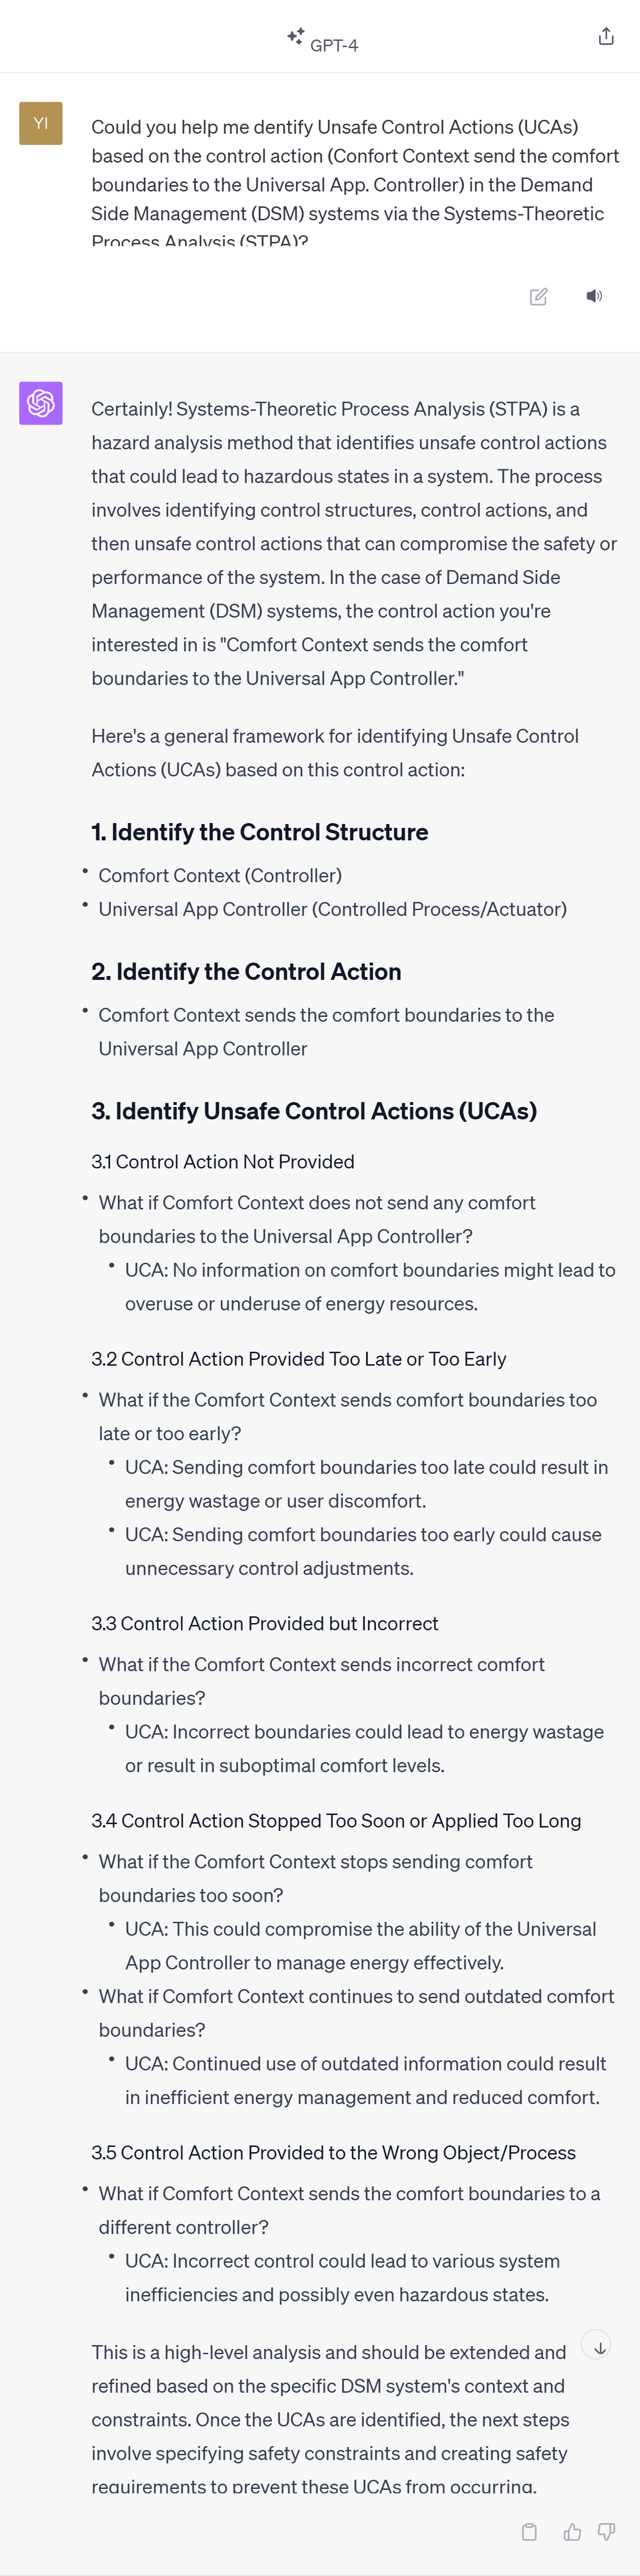 GPT-4
YI
Could you help me dentify Unsafe Control Actions (UCAs)
based on the control action (Confort Context send the comfort
boundaries to the Universal App. Controller) in the Demand
Side Management (DSM) systems via the Systems-Theoretic
Process Analysis (STPA)?
Certainly! Systems-Theoretic Process Analysis (STPA) is a
hazard analysis method that identifies unsafe control actions
that could lead to hazardous states in a system. The process
involves identifying control structures, control actions, and
then unsafe control actions that can compromise the safety or
performance of the system. In the case of Demand Side
Management (DSM) systems, the control action you're
interested in is "Comfort Context sends the comfort
boundaries to the Universal App Controller."
Here's a general framework for identifying Unsafe Control
Actions (UCAs) based on this control action:
1. Identify the Control Structure
• Comfort Context (Controller)
• Universal App Controller (Controlled Process/Actuator)
2. Identify the Control Action
• Comfort Context sends the comfort boundaries to the
Universal App Controller
3. Identify Unsafe Control Actions (UCAs)
3.1 Control Action Not Provided
• What if Comfort Context does not send any comfort
boundaries to the Universal App Controller?
• UCA: No information on comfort boundaries might lead to
overuse or underuse of energy resources.
3.2 Control Action Provided Too Late or Too Early
• What if the Comfort Context sends comfort boundaries too
late or too early?
• UCA: Sending comfort boundaries too late could result in
energy wastage or user discomfort.
• UCA: Sending comfort boundaries too early could cause
unnecessary control adjustments.
3.3 Control Action Provided but Incorrect
• What if the Comfort Context sends incorrect comfort
boundaries?
• UCA: Incorrect boundaries could lead to energy wastage
or result in suboptimal comfort levels.
3.4 Control Action Stopped Too Soon or Applied Too Long
• What if the Comfort Context stops sending comfort
boundaries too soon?
• UCA: This could compromise the ability of the Universal
App Controller to manage energy effectively.
• What if Comfort Context continues to send outdated comfort
boundaries?
• UCA: Continued use of outdated information could result
in inefficient energy management and reduced comfort.
3.5 Control Action Provided to the Wrong Object/Process
• What if Comfort Context sends the comfort boundaries to a
different controller?
• UCA: Incorrect control could lead to various system
inefficiencies and possibly even hazardous states.
This is a high-level analysis and should be extended and
refined based on the specific DSM system's context and
constraints. Once the UCAs are identified, the next steps
involve specifying safety constraints and creating safety
requirements to prevent these UCAs from occurring.